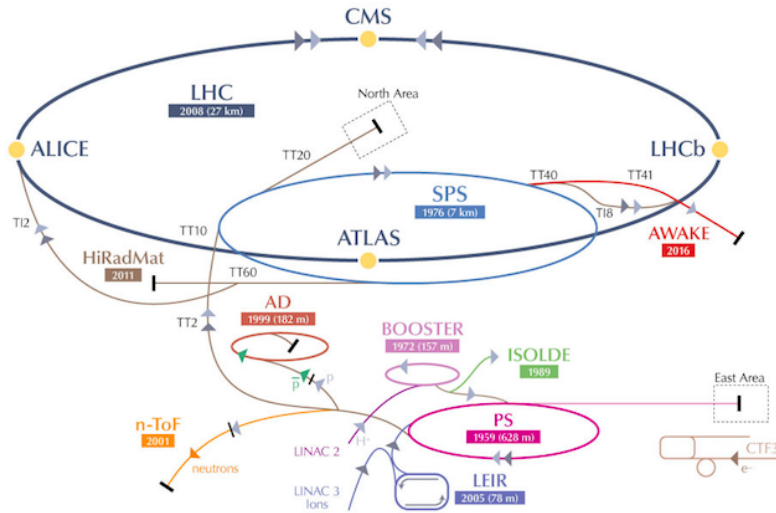 CMS
LHC
2008 (27 km)
North Area
ALICE
LHCb
TT20
TT40
TT41
SPS
1976 (7 km)
TI8
TI2
TT10
ATLAS
AWAKE
2016
HiRadMat
2011
TT60
AD
1999 (182 m)
TT2
BOOSTER
1972 (157 m)
ISOLDE
1989
p
p̅
East Area
n-ToF
2001
PS
1959 (628 m)
neutrons
LINAC 2
H⁺
CTF3
e⁻
LEIR
2005 (78 m)
LINAC 3
Ions